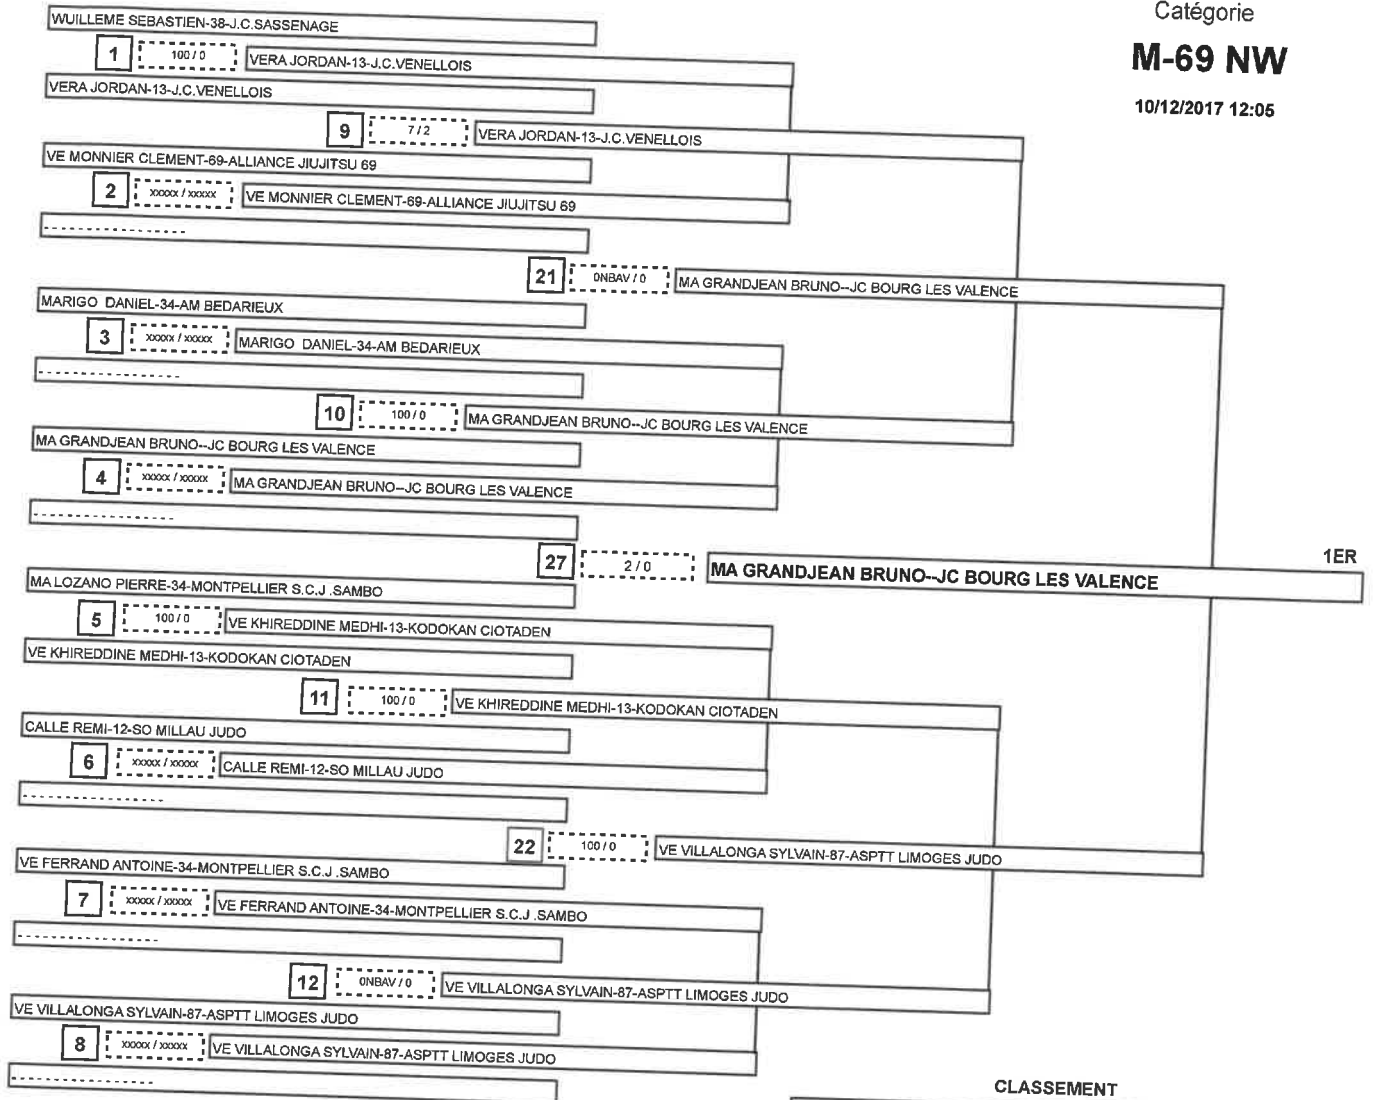 Catégorie
M-69 NW
10/12/2017 12:05
WUILLEME SEBASTIEN-38-J.C.SASSENAGE
1 100 / 0 VERA JORDAN-13-J.C.VENELLOIS
VERA JORDAN-13-J.C.VENELLOIS
9 7 / 2 VERA JORDAN-13-J.C.VENELLOIS
VE MONNIER CLEMENT-69-ALLIANCE JIUJITSU 69
2 xxxxx / xxxxx VE MONNIER CLEMENT-69-ALLIANCE JIUJITSU 69
- - - - - - - - - - - - - - - - -
21 0NBAV / 0 MA GRANDJEAN BRUNO--JC BOURG LES VALENCE
MARIGO DANIEL-34-AM BEDARIEUX
3 xxxxx / xxxxx MARIGO DANIEL-34-AM BEDARIEUX
- - - - - - - - - - - - - - - - -
10 100 / 0 MA GRANDJEAN BRUNO--JC BOURG LES VALENCE
MA GRANDJEAN BRUNO--JC BOURG LES VALENCE
4 xxxxx / xxxxx MA GRANDJEAN BRUNO--JC BOURG LES VALENCE
- - - - - - - - - - - - - - - - -
27 2 / 0 MA GRANDJEAN BRUNO--JC BOURG LES VALENCE 1ER
MA LOZANO PIERRE-34-MONTPELLIER S.C.J .SAMBO
5 100 / 0 VE KHIREDDINE MEDHI-13-KODOKAN CIOTADEN
VE KHIREDDINE MEDHI-13-KODOKAN CIOTADEN
11 100 / 0 VE KHIREDDINE MEDHI-13-KODOKAN CIOTADEN
CALLE REMI-12-SO MILLAU JUDO
6 xxxxx / xxxxx CALLE REMI-12-SO MILLAU JUDO
- - - - - - - - - - - - - - - - -
22 100 / 0 VE VILLALONGA SYLVAIN-87-ASPTT LIMOGES JUDO
VE FERRAND ANTOINE-34-MONTPELLIER S.C.J .SAMBO
7 xxxxx / xxxxx VE FERRAND ANTOINE-34-MONTPELLIER S.C.J .SAMBO
- - - - - - - - - - - - - - - - -
12 0NBAV / 0 VE VILLALONGA SYLVAIN-87-ASPTT LIMOGES JUDO
VE VILLALONGA SYLVAIN-87-ASPTT LIMOGES JUDO
8 xxxxx / xxxxx VE VILLALONGA SYLVAIN-87-ASPTT LIMOGES JUDO
- - - - - - - - - - - - - - - - -
CLASSEMENT